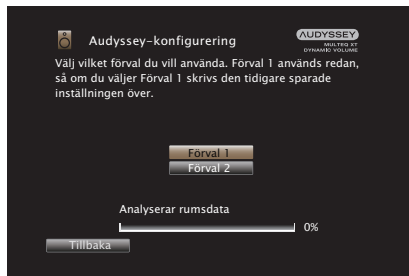 Audyssey-konfigurering
AUDYSSEY
MULTEQ XT
DYNAMIC VOLUME
Välj vilket förval du vill använda. Förval 1 används redan,
så om du väljer Förval 1 skrivs den tidigare sparade
inställningen över.
Förval 1
Förval 2
Analyserar rumsdata
0%
Tillbaka